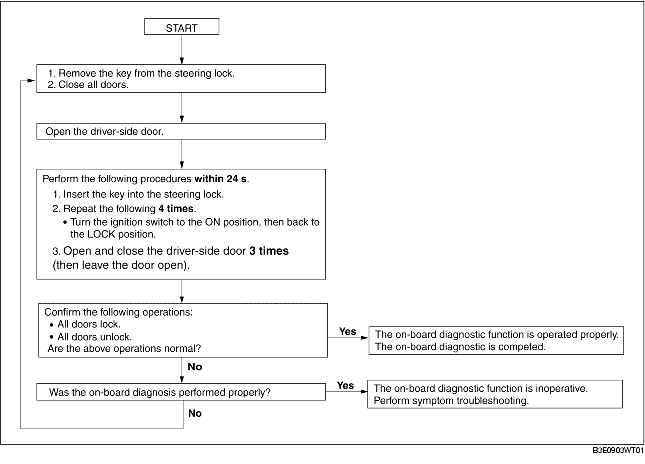 START
1. Remove the key from the steering lock.
2. Close all doors.
Open the driver-side door.
Perform the following procedures within 24 s.
1. Insert the key into the steering lock.
2. Repeat the following 4 times.
• Turn the ignition switch to the ON position, then back to
the LOCK position.
3. Open and close the driver-side door 3 times
(then leave the door open).
Confirm the following operations:
• All doors lock.
• All doors unlock.
Are the above operations normal?
Yes
The on-board diagnostic function is operated properly.
The on-board diagnostic is competed.
No
Was the on-board diagnosis performed properly?
Yes
The on-board diagnostic function is inoperative.
Perform symptom troubleshooting.
No
B3E0903WT01